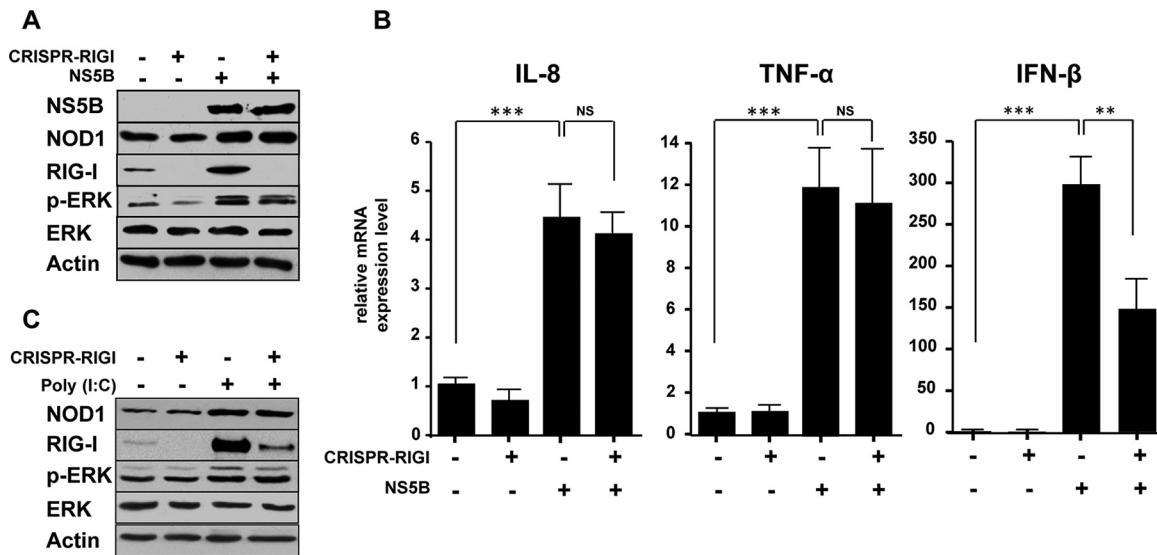 A
CRISPR-RIGI - + - +
NS5B - - + +
NS5B
NOD1
RIG-I
p-ERK
ERK
Actin
B
IL-8
*** NS
relative mRNA
expression level
6
5
4
3
2
1
0
CRISPR-RIGI - + - +
NS5B - - + +
TNF-α
*** NS
14
12
10
8
6
4
2
0
- + - +
- - + +
IFN-β
*** **
350
300
250
200
150
100
50
0
- + - +
- - + +
C
CRISPR-RIGI - + - +
Poly (I:C) - - + +
NOD1
RIG-I
p-ERK
ERK
Actin